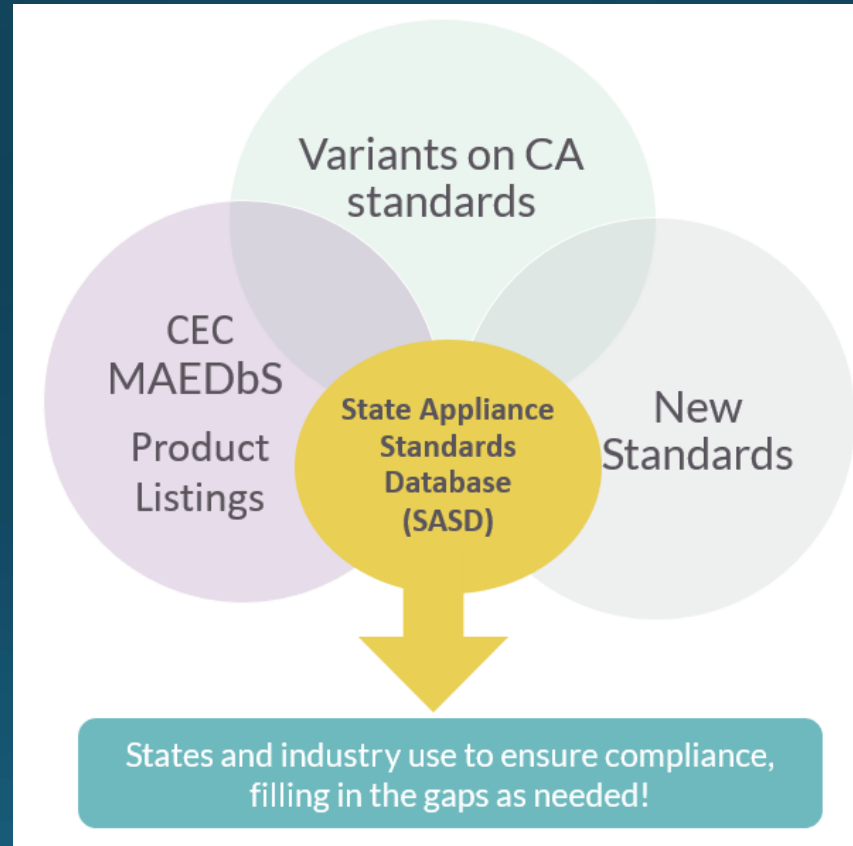 Variants on CA
standards
CEC
MAEDbS
Product
Listings
State Appliance
Standards
Database
(SASD)
New
Standards
States and industry use to ensure compliance,
filling in the gaps as needed!